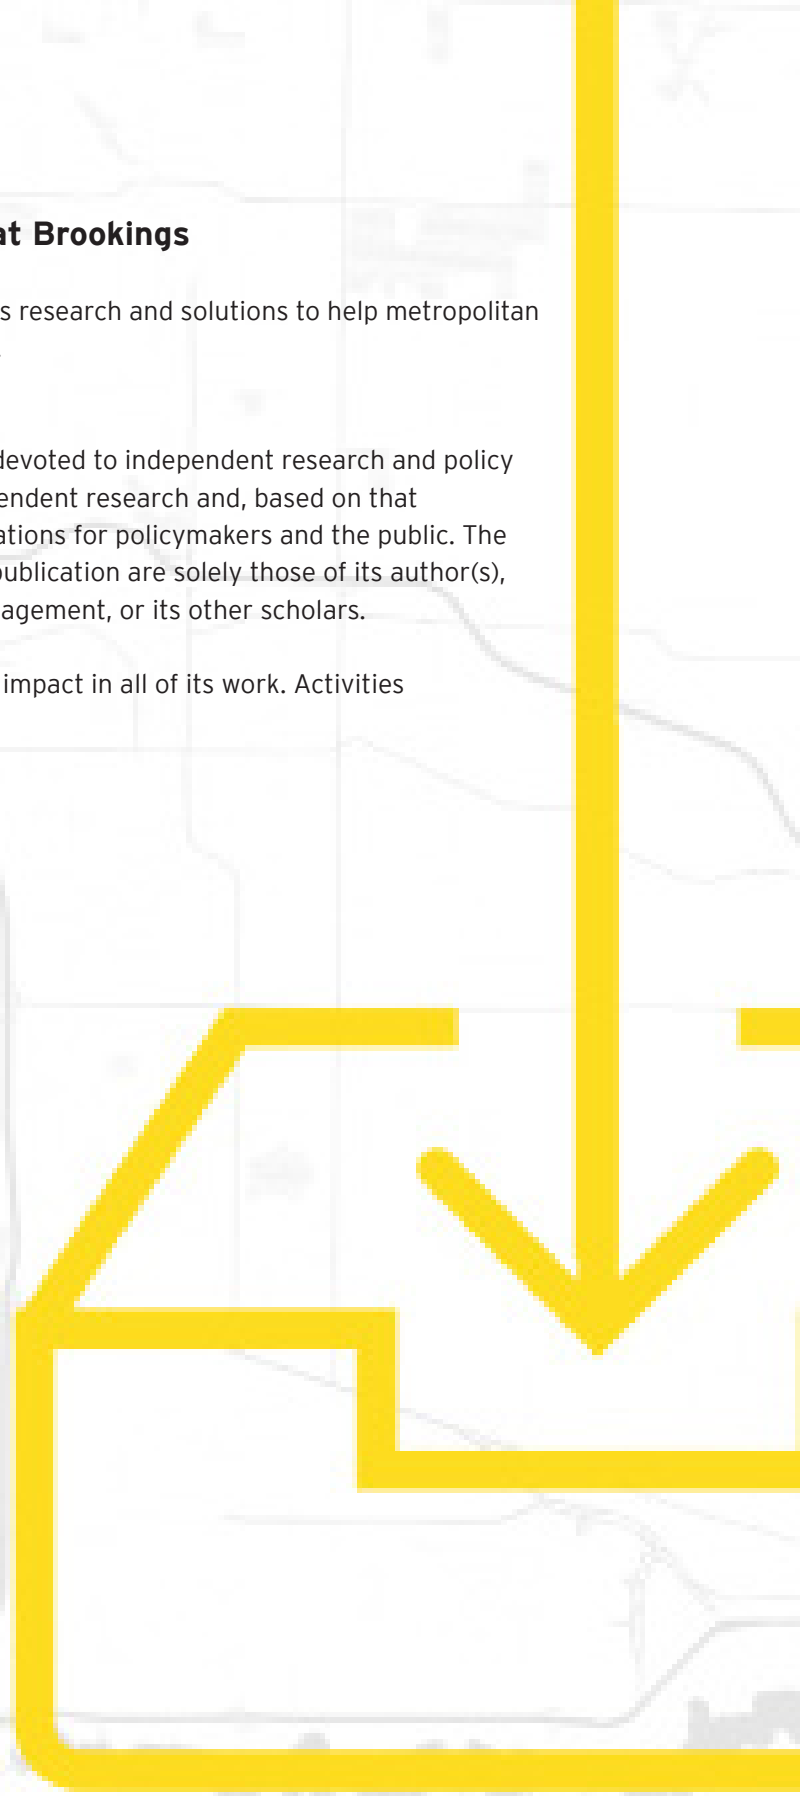 at Brookings
s research and solutions to help metropolitan
.
devoted to independent research and policy
endent research and, based on that
ations for policymakers and the public. The
publication are solely those of its author(s),
agement, or its other scholars.
impact in all of its work. Activities